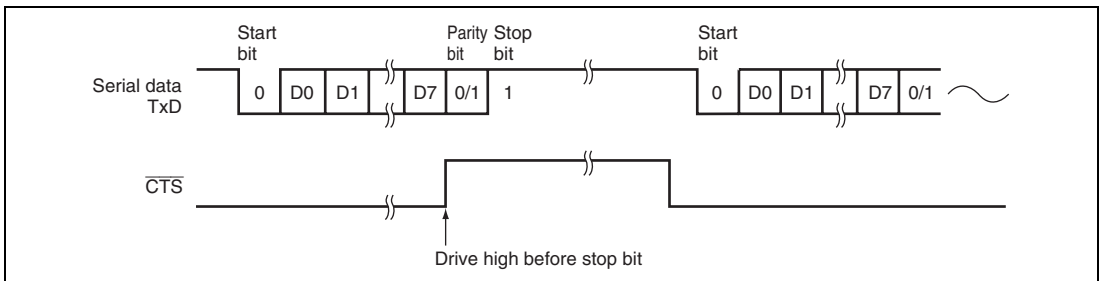 Start bit Parity bit Stop bit Start bit
Serial data TxD 0 D0 D1 D7 0/1 1 0 D0 D1 D7 0/1
CTS
Drive high before stop bit